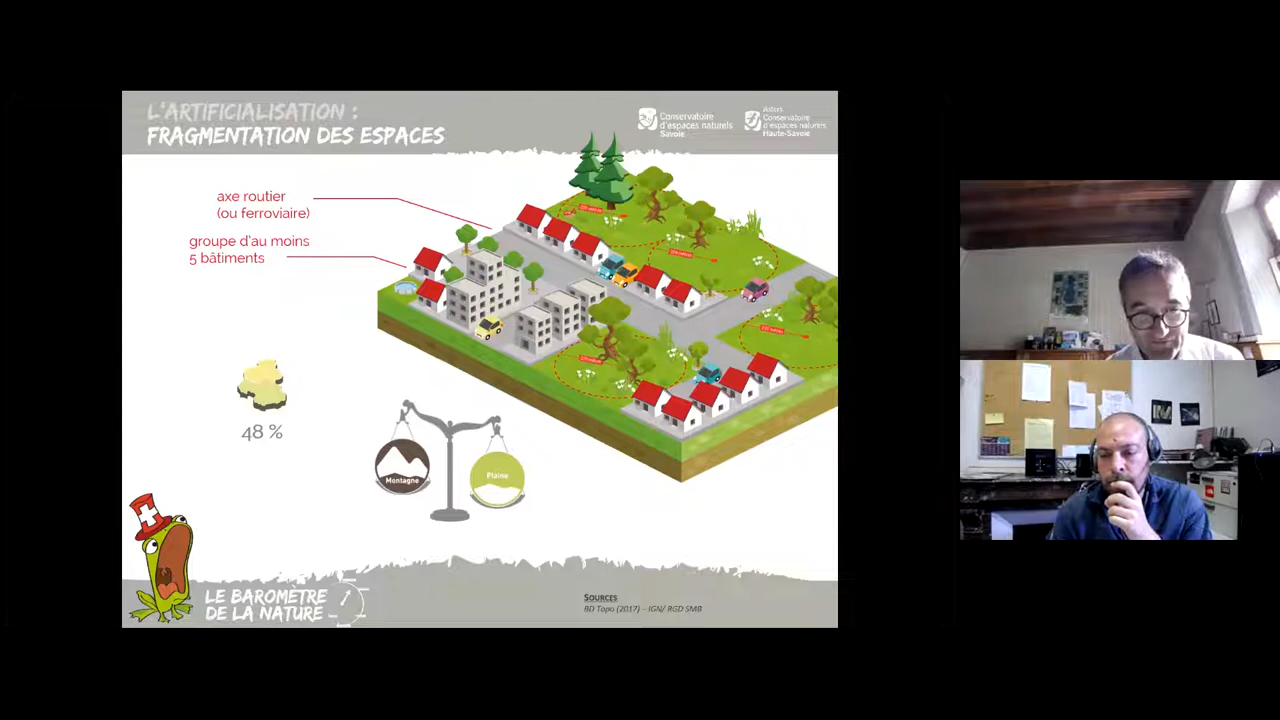 L'ARTIFICIALISATION :
FRAGMENTATION DES ESPACES
Conservatoire
d'espaces naturels
Savoie
Asters
Conservatoire
d'espaces naturels
Haute-Savoie
axe routier
(ou ferroviaire)
groupe d'au moins
5 bâtiments
48 %
Montagne
Plaine
LE BAROMÈTRE
DE LA NATURE
SOURCES
BD Topo (2017) – IGN/ RGD SMB